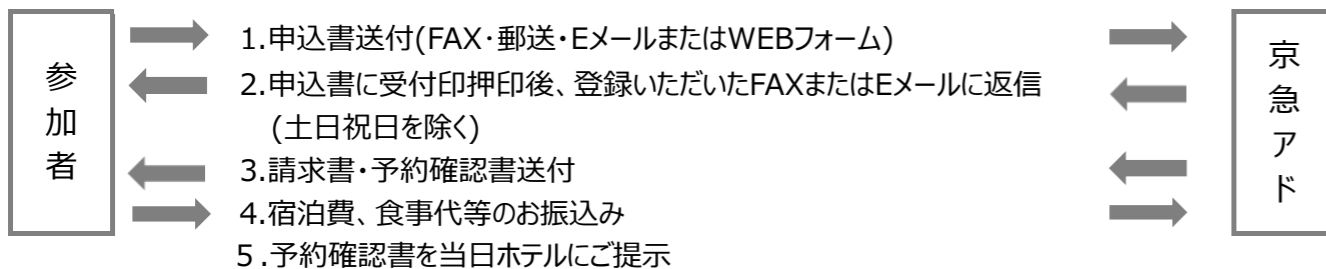 参加者
1.申込書送付(FAX・郵送・EメールまたはWEBフォーム)
2.申込書に受付印押印後、登録いただいたFAXまたはEメールに返信
(土日祝日を除く)
3.請求書・予約確認書送付
4.宿泊費、食事代等のお振込み
5.予約確認書を当日ホテルにご提示
京急アド